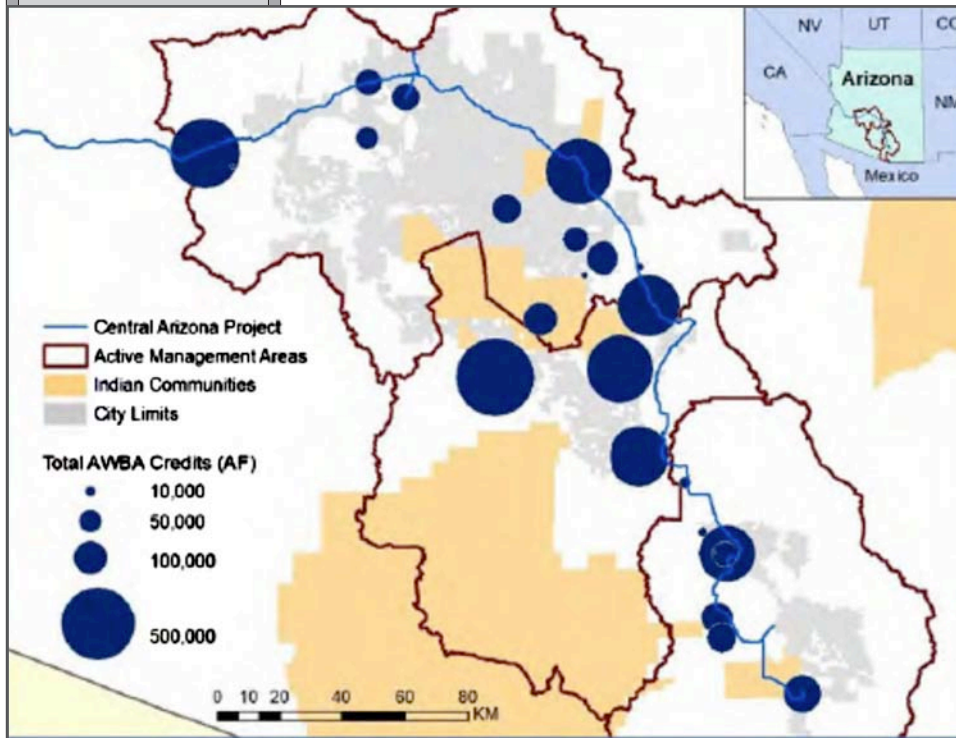 NV
UT
CO
CA
Arizona
NM
Mexico
Central Arizona Project
Active Management Areas
Indian Communities
City Limits
Total AWBA Credits (AF)
10,000
50,000
100,000
500,000
0 10 20 40 60 80
KM